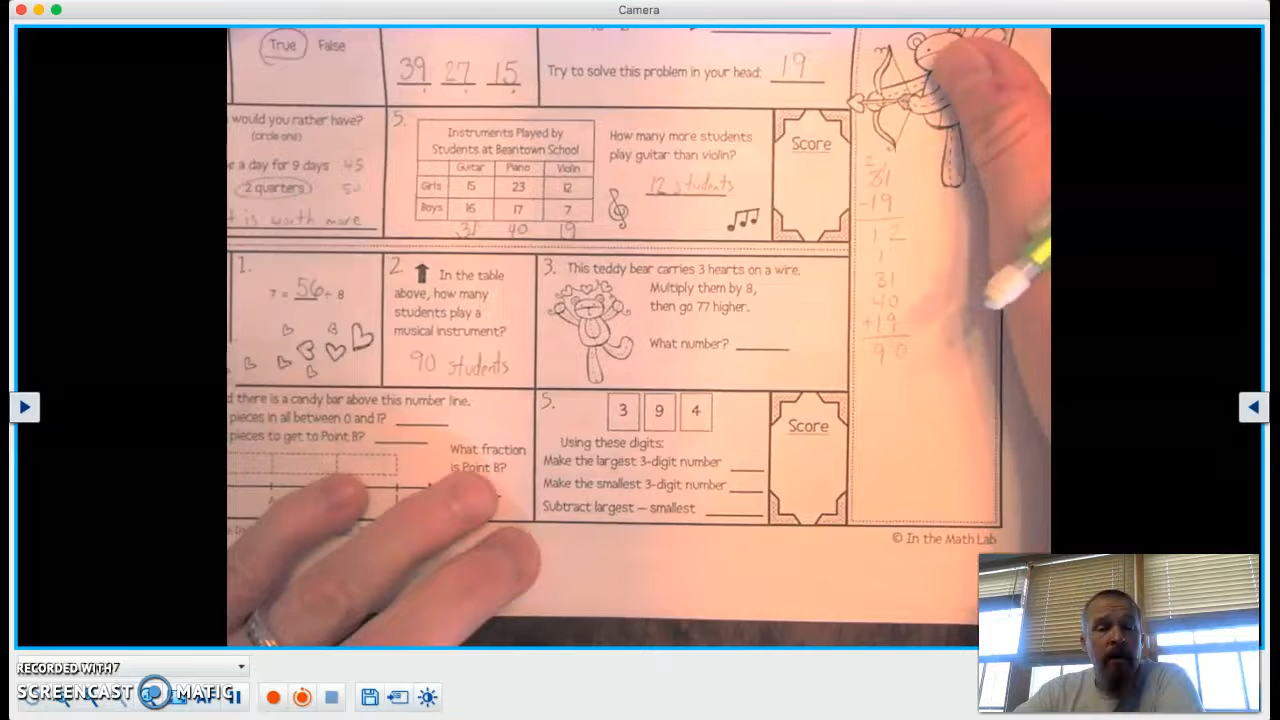 Camera
True False
39 27 15
Try to solve this problem in your head: 19
would you rather have?
(circle one)
e a day for 9 days 45
2 quarters
t is worth more
5.
Instruments Played by
Students at Beantown School
Guitar Piano Violin
Girls 15 23 12
Boys 16 17 7
31 40 19
How many more students
play guitar than violin?
12 students
Score
2
31
-19
12
1
31
40
+19
90
1.
7 = 56 ÷ 8
2. In the table
above, how many
students play a
musical instrument?
90 students
3. This teddy bear carries 3 hearts on a wire.
Multiply them by 8,
then go 77 higher.
What number?
d there is a candy bar above this number line.
pieces in all between 0 and 1?
pieces to get to Point B?
What fraction
is Point B?
5.
3 9 4
Using these digits:
Make the largest 3-digit number
Make the smallest 3-digit number
Subtract largest – smallest
Score
© In the Math Lab
RECORDED WITH
SCREENCAST MATIC